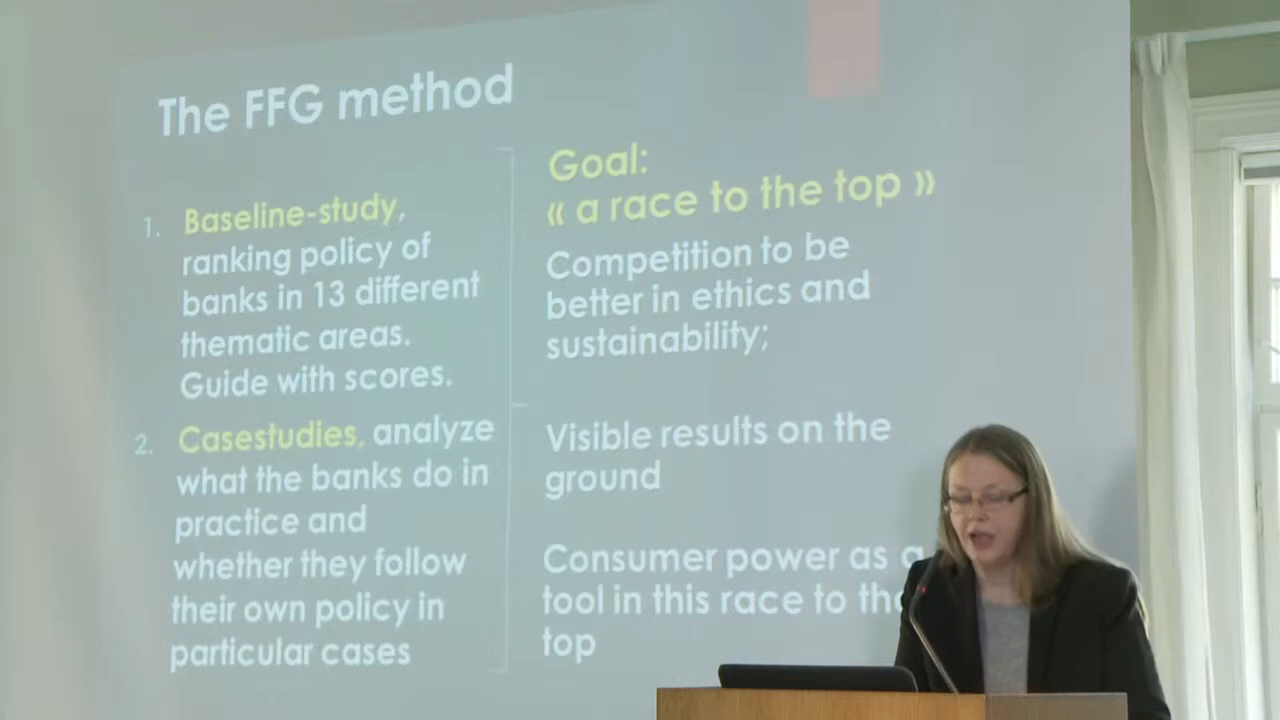 The FFG method
1. Baseline-study,
ranking policy of
banks in 13 different
thematic areas.
Guide with scores.
2. Casestudies, analyze
what the banks do in
practice and
whether they follow
their own policy in
particular cases
Goal:
« a race to the top »
Competition to be
better in ethics and
sustainability;
Visible results on the
ground
Consumer power as a
tool in this race to the
top